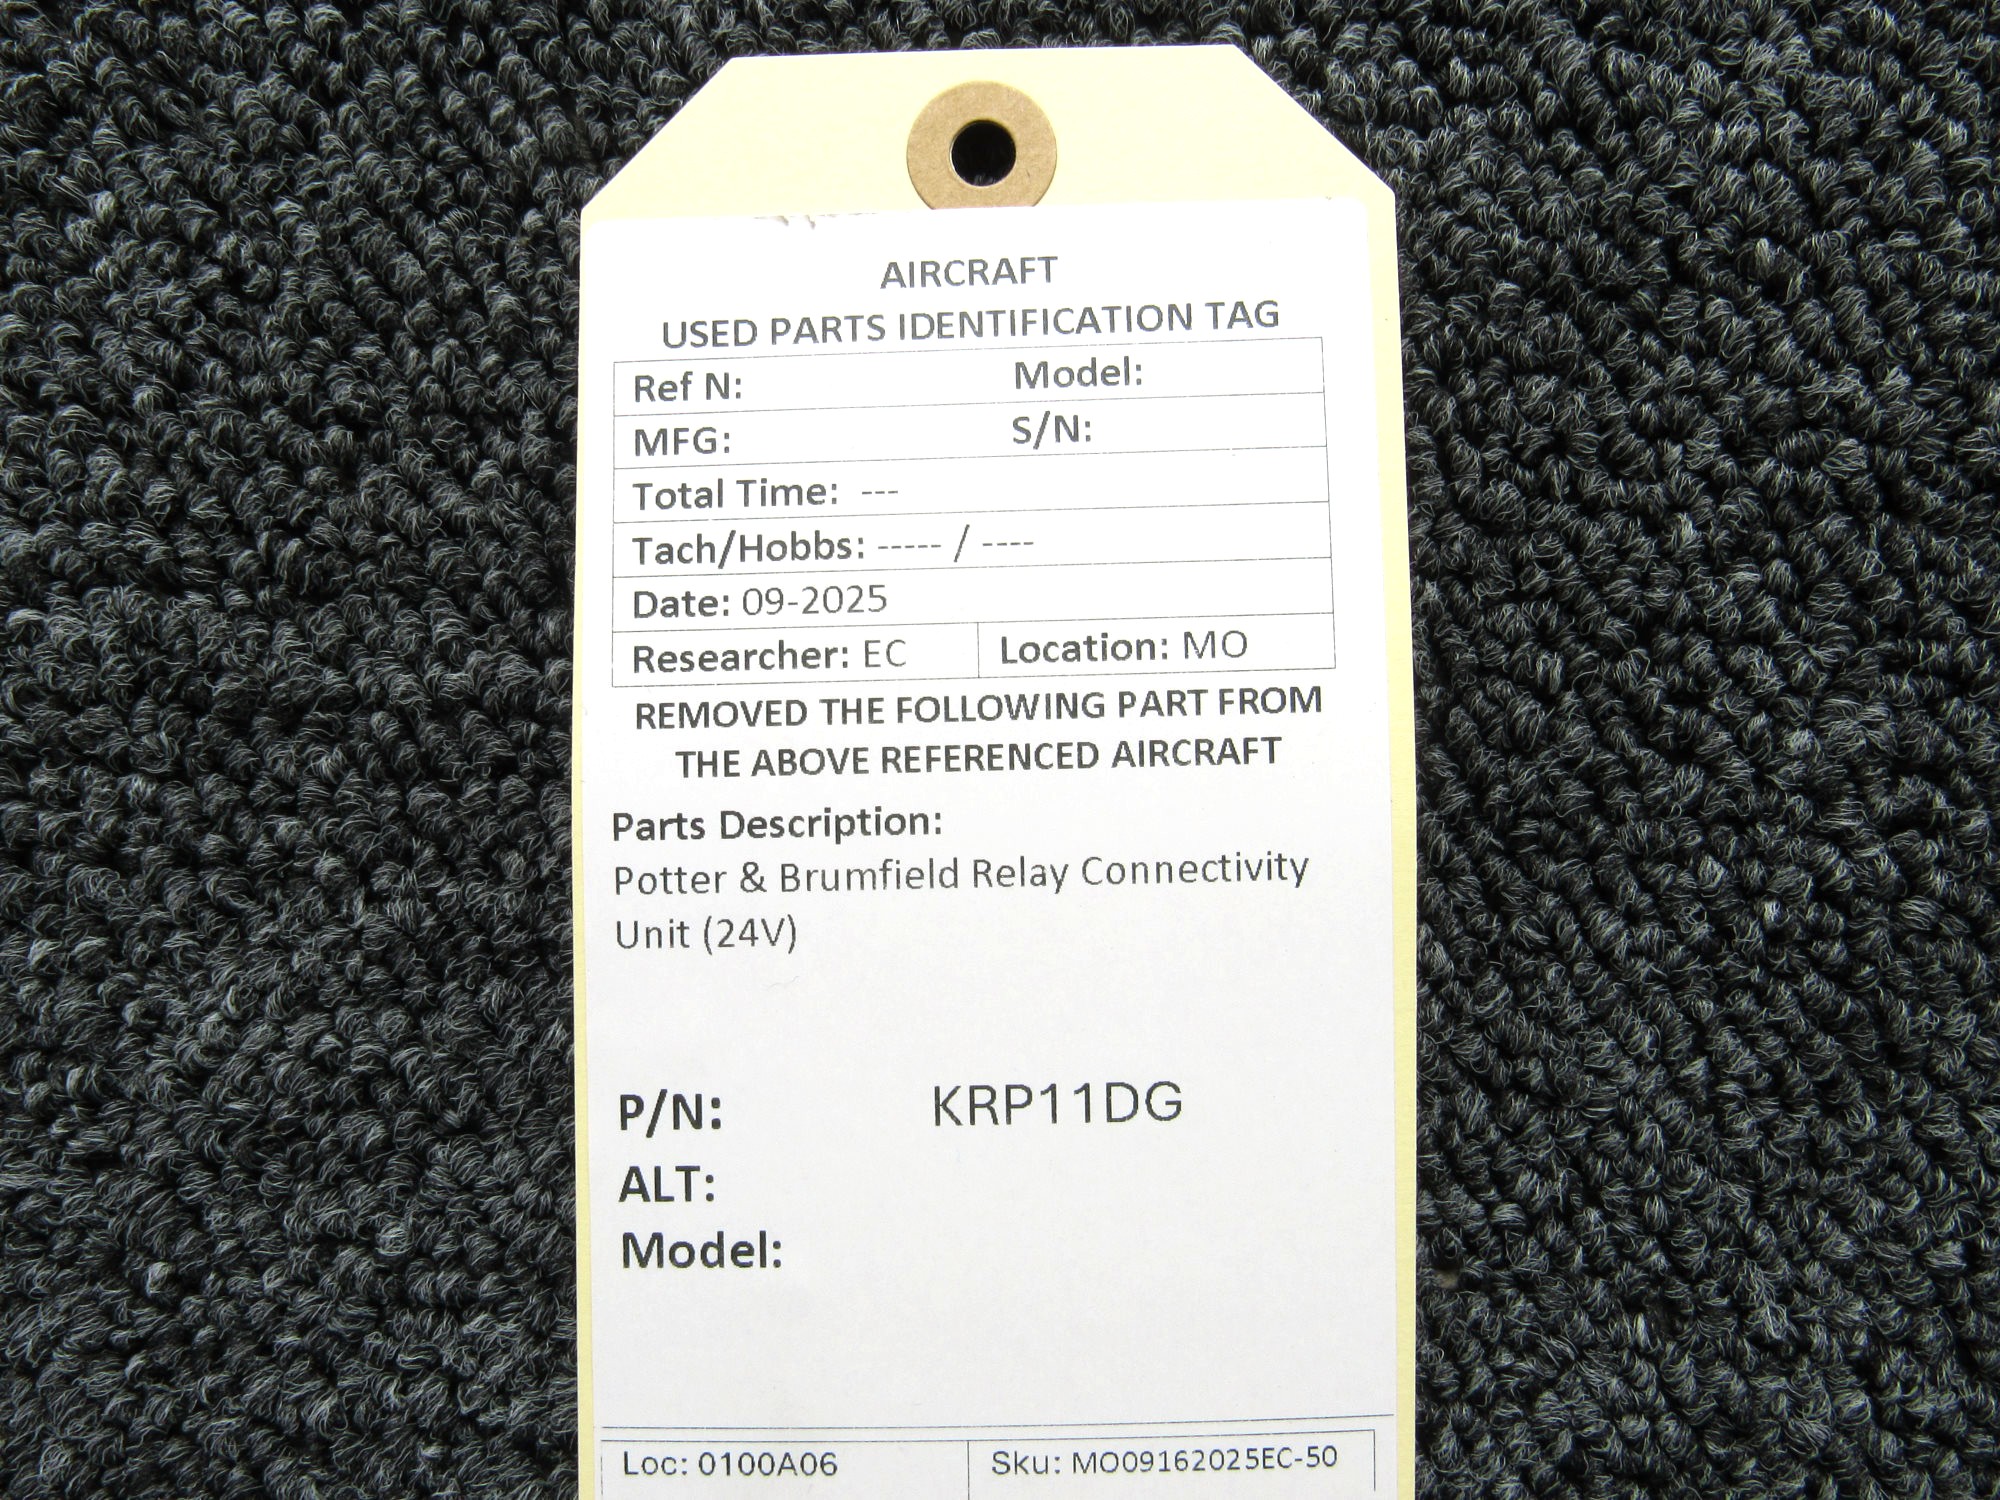 AIRCRAFT
USED PARTS IDENTIFICATION TAG
Ref N: Model:
MFG: S/N:
Total Time: ---
Tach/Hobbs: ----- / ----
Date: 09-2025
Researcher: EC Location: MO
REMOVED THE FOLLOWING PART FROM
THE ABOVE REFERENCED AIRCRAFT
Parts Description:
Potter & Brumfield Relay Connectivity
Unit (24V)
P/N: KRP11DG
ALT:
Model:
Loc: 0100A06 Sku: MO09162025EC-50